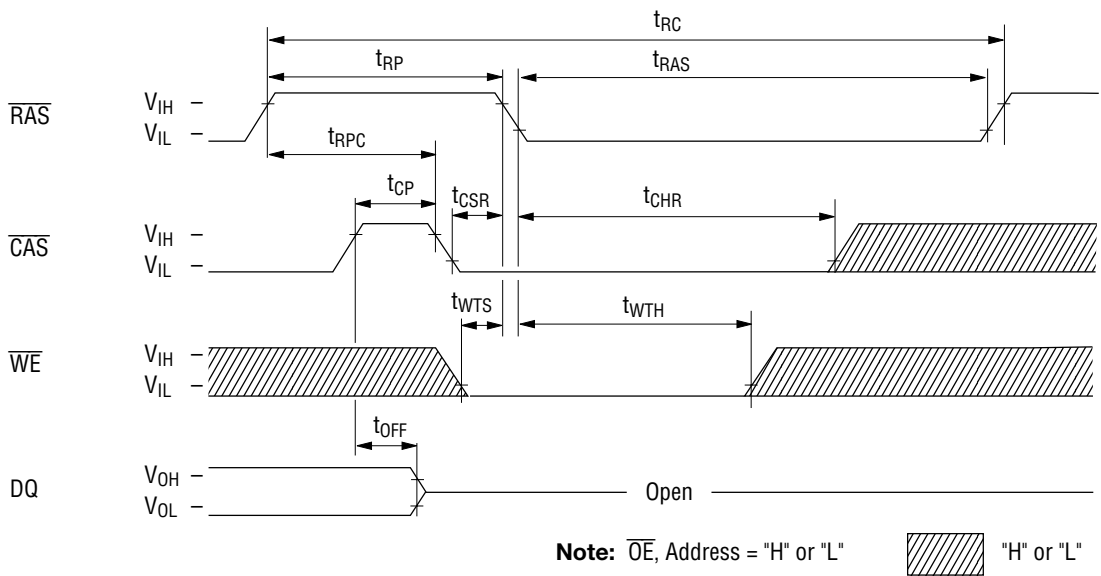 tRC
tRP
tRAS
RAS
VIH
VIL
tRPC
tCP
tCSR
tCHR
CAS
VIH
VIL
tWTS
tWTH
WE
VIH
VIL
tOFF
DQ
VOH
VOL
Open
Note: OE, Address = "H" or "L"
"H" or "L"